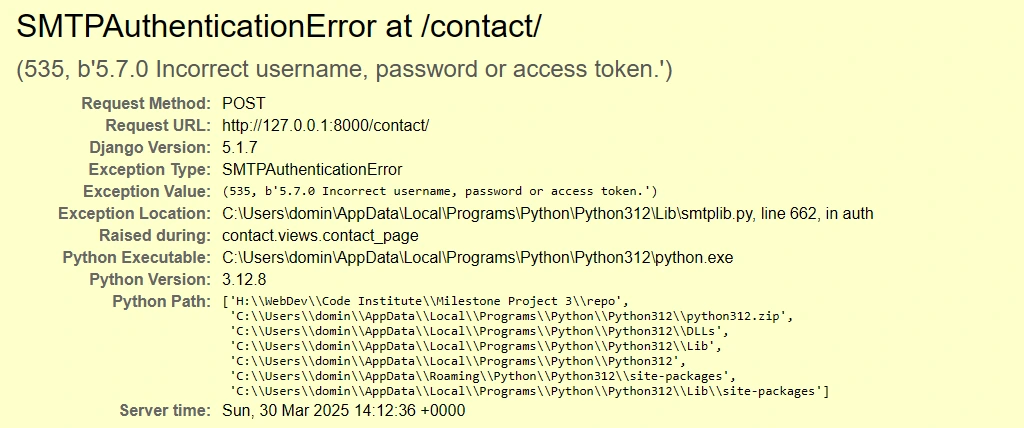 SMTPAuthenticationError at /contact/
(535, b'5.7.0 Incorrect username, password or access token.')
Request Method: POST
Request URL: http://127.0.0.1:8000/contact/
Django Version: 5.1.7
Exception Type: SMTPAuthenticationError
Exception Value: (535, b'5.7.0 Incorrect username, password or access token.')
Exception Location: C:\Users\domin\AppData\Local\Programs\Python\Python312\Lib\smtplib.py, line 662, in auth
Raised during: contact.views.contact_page
Python Executable: C:\Users\domin\AppData\Local\Programs\Python\Python312\python.exe
Python Version: 3.12.8
Python Path: ['H:\\WebDev\\Code Institute\\Milestone Project 3\\repo',
'C:\\Users\\domin\\AppData\\Local\\Programs\\Python\\Python312\\python312.zip',
'C:\\Users\\domin\\AppData\\Local\\Programs\\Python\\Python312\\DLLs',
'C:\\Users\\domin\\AppData\\Local\\Programs\\Python\\Python312\\Lib',
'C:\\Users\\domin\\AppData\\Local\\Programs\\Python\\Python312',
'C:\\Users\\domin\\AppData\\Roaming\\Python\\Python312\\site-packages',
'C:\\Users\\domin\\AppData\\Local\\Programs\\Python\\Python312\\Lib\\site-packages']
Server time: Sun, 30 Mar 2025 14:12:36 +0000